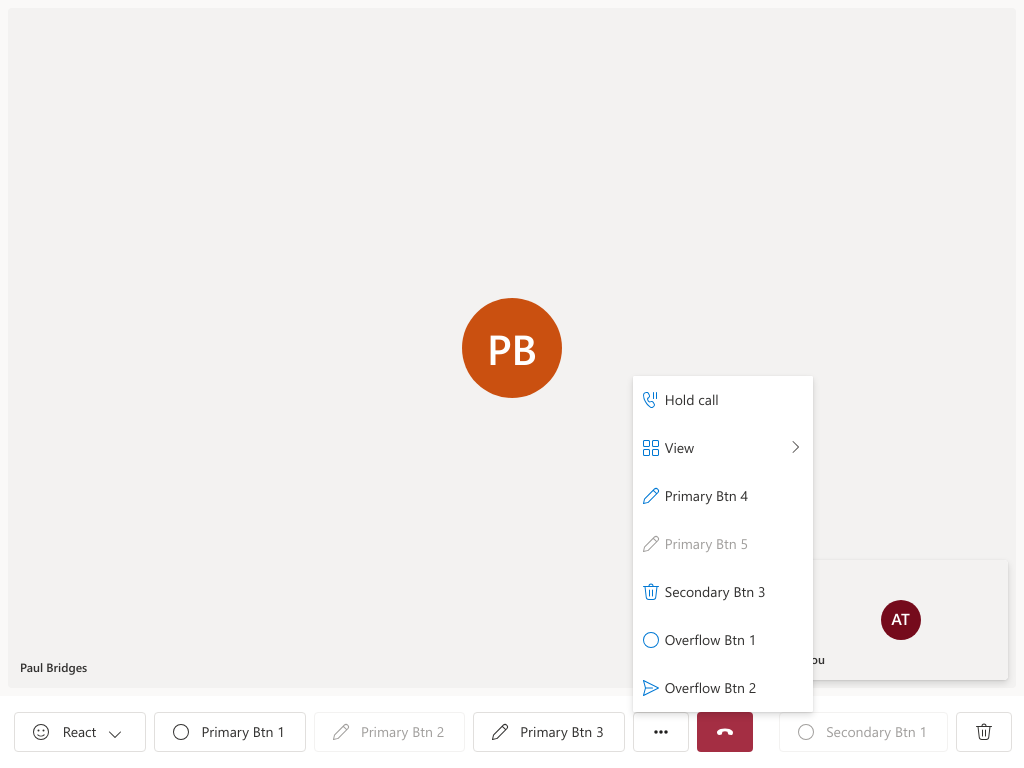 PB
Hold call
View
Primary Btn 4
Primary Btn 5
Secondary Btn 3
Overflow Btn 1
Overflow Btn 2
AT
ou
Paul Bridges
React
Primary Btn 1
Primary Btn 2
Primary Btn 3
Secondary Btn 1